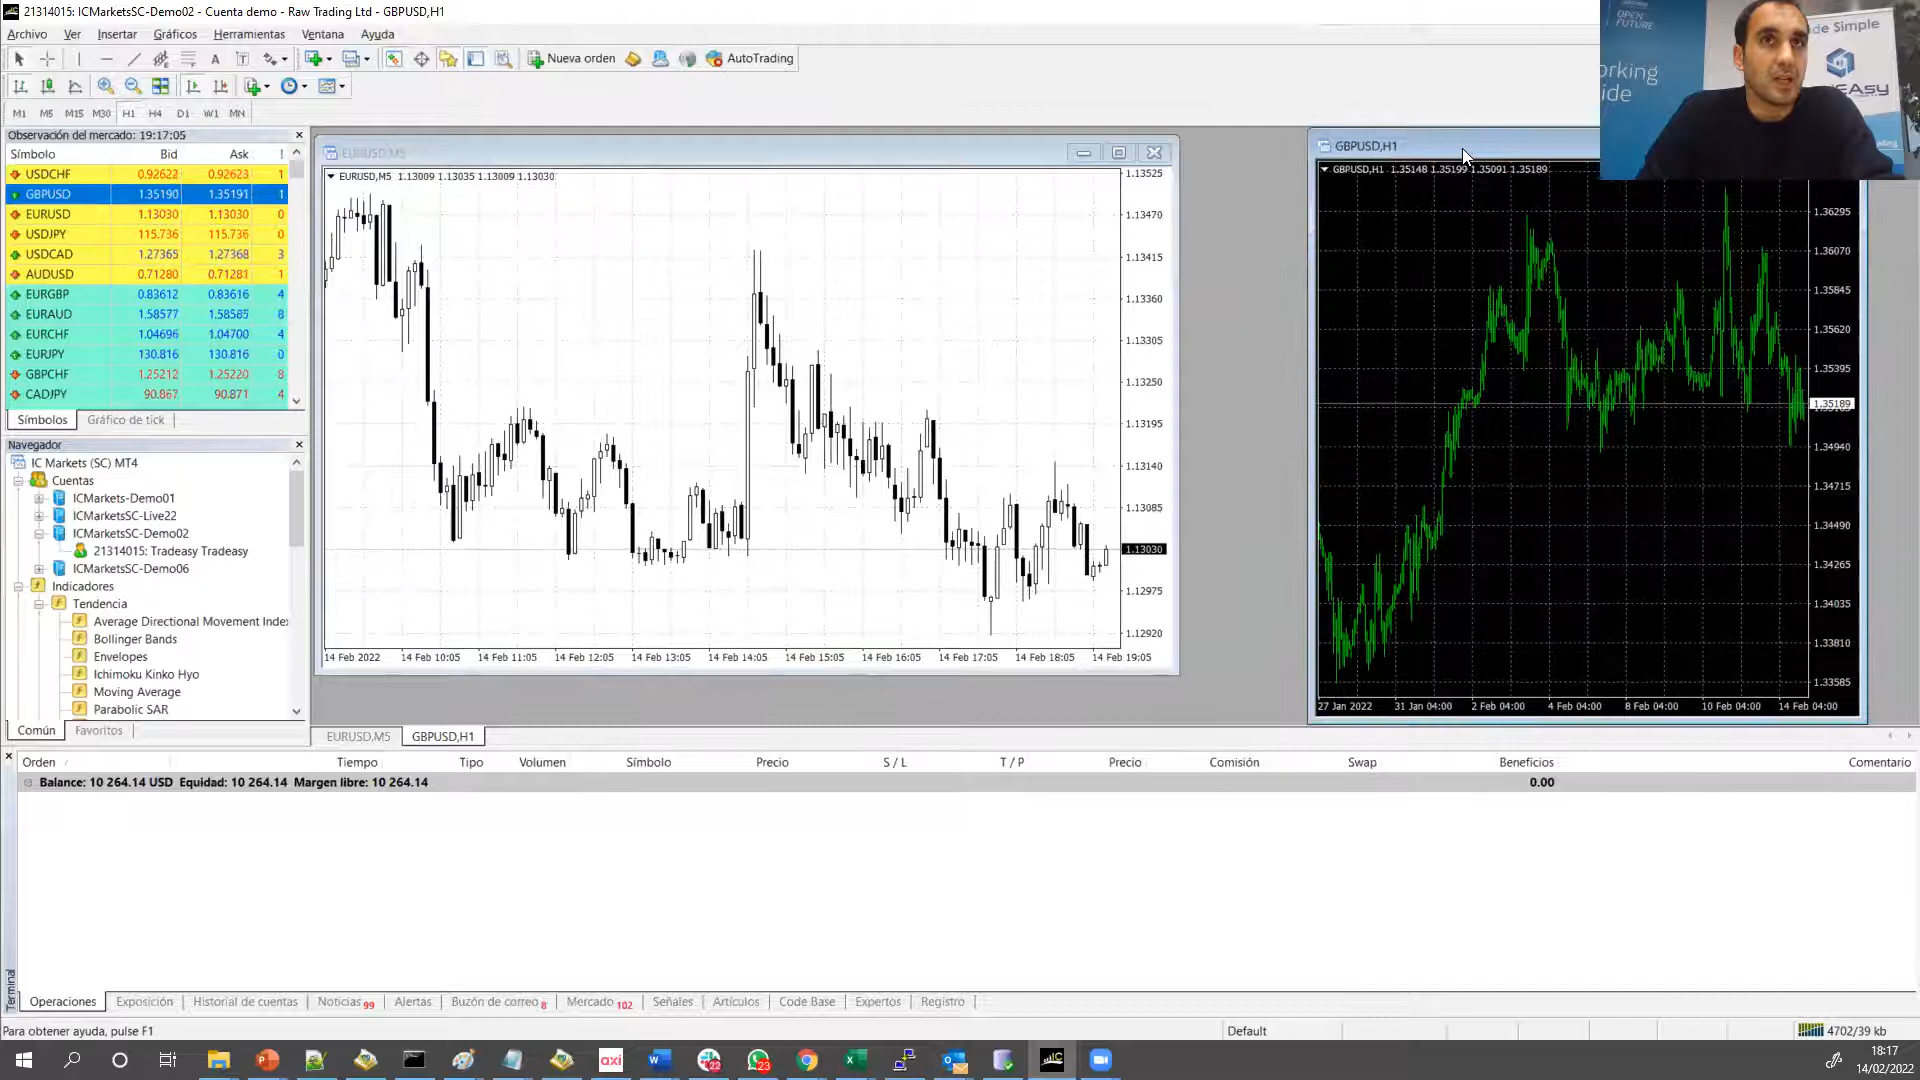 21314015: ICMarketsSC-Demo02 - Cuenta demo - Raw Trading Ltd - GBPUSD,H1
Archivo Ver Insertar Gráficos Herramientas Ventana Ayuda
Nueva orden AutoTrading
M1 M5 M15 M30 H1 H4 D1 W1 MN
OPEN
FUTURE
de Simple
orking
ide
EASY
Observación del mercado: 19:17:05
Símbolo Bid Ask !
USDCHF 0.92622 0.92623 1
GBPUSD 1.35190 1.35191 1
EURUSD 1.13030 1.13030 0
USDJPY 115.736 115.736 0
USDCAD 1.27365 1.27368 3
AUDUSD 0.71280 0.71281 1
EURGBP 0.83612 0.83616 4
EURAUD 1.58577 1.58585 8
EURCHF 1.04696 1.04700 4
EURJPY 130.816 130.816 0
GBPCHF 1.25212 1.25220 8
CADJPY 90.867 90.871 4
Símbolos Gráfico de tick
Navegador
IC Markets (SC) MT4
Cuentas
ICMarkets-Demo01
ICMarketsSC-Live22
ICMarketsSC-Demo02
21314015: Tradeasy Tradeasy
ICMarketsSC-Demo06
Indicadores
Tendencia
Average Directional Movement Index
Bollinger Bands
Envelopes
Ichimoku Kinko Hyo
Moving Average
Parabolic SAR
Común Favoritos
EURUSD,M5
EURUSD,M5 1.13009 1.13035 1.13009 1.13030
1.13525
1.13470
1.13415
1.13360
1.13305
1.13250
1.13195
1.13140
1.13085
1.13030
1.12975
1.12920
14 Feb 2022 14 Feb 10:05 14 Feb 11:05 14 Feb 12:05 14 Feb 13:05 14 Feb 14:05 14 Feb 15:05 14 Feb 16:05 14 Feb 17:05 14 Feb 18:05 14 Feb 19:05
GBPUSD,H1
GBPUSD,H1 1.35148 1.35199 1.35091 1.35189
1.36295
1.36070
1.35845
1.35620
1.35395
1.35189
1.34940
1.34715
1.34490
1.34265
1.34035
1.33810
1.33585
27 Jan 2022 31 Jan 04:00 2 Feb 04:00 4 Feb 04:00 8 Feb 04:00 10 Feb 04:00 14 Feb 04:00
EURUSD,M5 GBPUSD,H1
Orden / Tiempo Tipo Volumen Símbolo Precio S / L T / P Precio Comisión Swap Beneficios Comentario
Balance: 10 264.14 USD Equidad: 10 264.14 Margen libre: 10 264.14 0.00
Terminal
Operaciones Exposición Historial de cuentas Noticias 99 Alertas Buzón de correo 8 Mercado 102 Señales Artículos Code Base Expertos Registro
Para obtener ayuda, pulse F1 Default 4702/39 kb
axi 22 23
18:17
14/02/2022